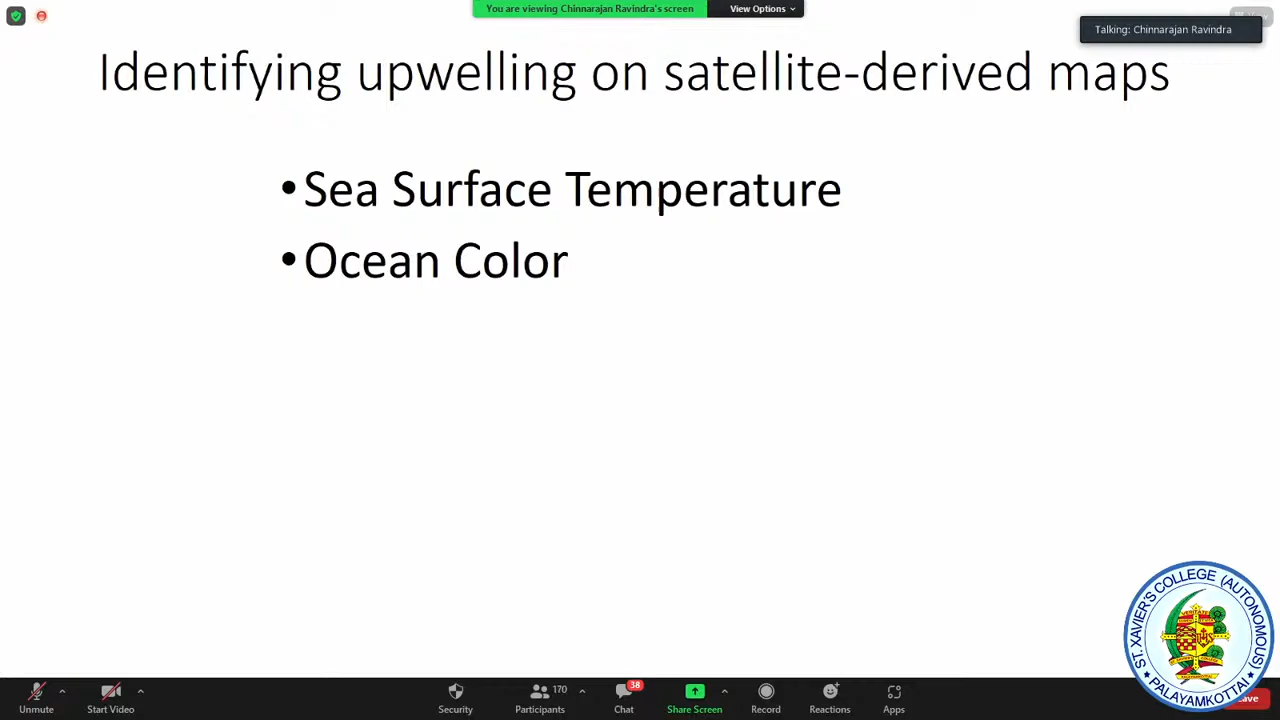 You are viewing Chinnarajan Ravindra's screen
View Options
View
Talking: Chinnarajan Ravindra
Identifying upwelling on satellite-derived maps
•Sea Surface Temperature
•Ocean Color
ST. XAVIER'S COLLEGE (AUTONOMOUS)
PALAYAMKOTTAI
Unmute
Start Video
Security
170
Participants
38
Chat
Share Screen
Record
Reactions
Apps